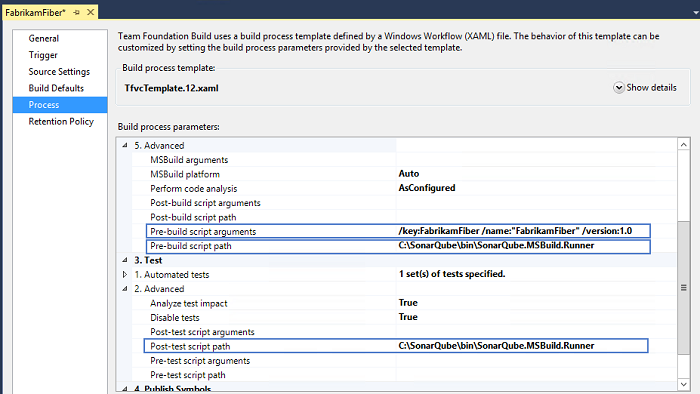 FabrikamFiber*
General
Trigger
Source Settings
Build Defaults
Process
Retention Policy
Team Foundation Build uses a build process template defined by a Windows Workflow (XAML) file. The behavior of this template can be
customized by setting the build process parameters provided by the selected template.
Build process template:
TfvcTemplate.12.xaml
Show details
Build process parameters:
5. Advanced
MSBuild arguments
MSBuild platform Auto
Perform code analysis AsConfigured
Post-build script arguments
Post-build script path
Pre-build script arguments /key:FabrikamFiber /name:"FabrikamFiber" /version:1.0
Pre-build script path C:\SonarQube\bin\SonarQube.MSBuild.Runner
3. Test
1. Automated tests 1 set(s) of tests specified.
2. Advanced
Analyze test impact True
Disable tests True
Post-test script arguments
Post-test script path C:\SonarQube\bin\SonarQube.MSBuild.Runner
Pre-test script arguments
Pre-test script path
4. Publish Symbols